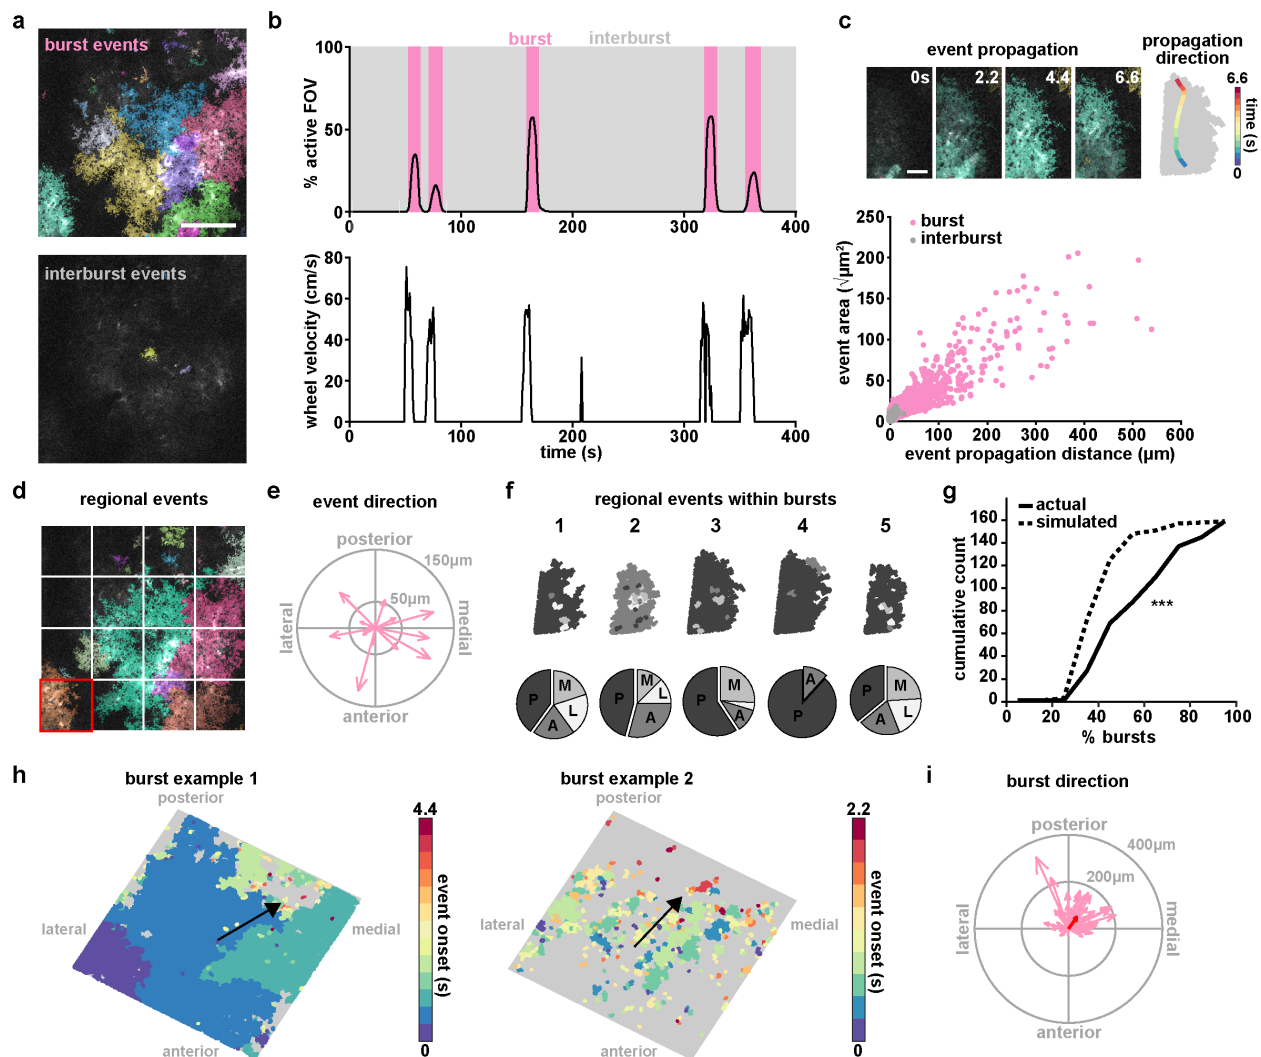 a
burst events
interburst events
b
burst
interburst
100
50
0
% active FOV
0
100
200
300
400
80
60
40
20
0
wheel velocity (cm/s)
0
100
200
300
400
time (s)
c
event propagation
0s
2.2
4.4
6.6
propagation
direction
6.6
time (s)
0
250
200
150
100
50
0
event area (√µm²)
burst
interburst
0
100
200
300
400
500
600
event propagation distance (µm)
d
regional events
e
event direction
posterior
150µm
50µm
lateral
medial
anterior
f
regional events within bursts
1
2
3
4
5
P
M
L
A
P
M
L
A
P
M
A
A
P
P
M
L
A
g
actual
simulated
160
140
120
100
80
60
40
20
0
cumulative count
***
0
20
40
60
80
100
% bursts
h
burst example 1
posterior
lateral
medial
anterior
4.4
event onset (s)
0
burst example 2
posterior
lateral
medial
anterior
2.2
event onset (s)
0
i
burst direction
posterior
400µm
200µm
lateral
medial
anterior